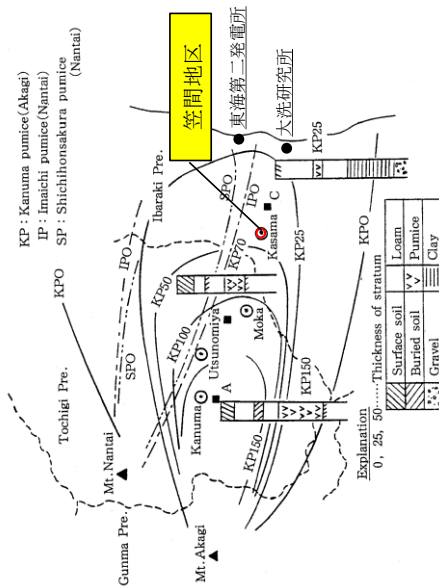 KP : Kanuma pumice(Akagi)
IP : Imaichi pumice(Nantai)
SP : Shichihonsakura pumice
(Nantai)
Gunma Pre.
Tochigi Pre.
Ibaraki Pre.
Mt.Nantai
Mt.Akagi
KPO
IPO
SPO
KP50
KP100
KP70
SPO
IPO
Kanuma
Utsunomiya
Moka
Kasama
A
C
KP150
KP150
KP25
KP25
KPO
笠間地区
東海第二発電所
大洗研究所
Explanation
0, 25, 50·····Thickness of stratum
Surface soil
Loam
Buried soil
Pumice
Gravel
Clay